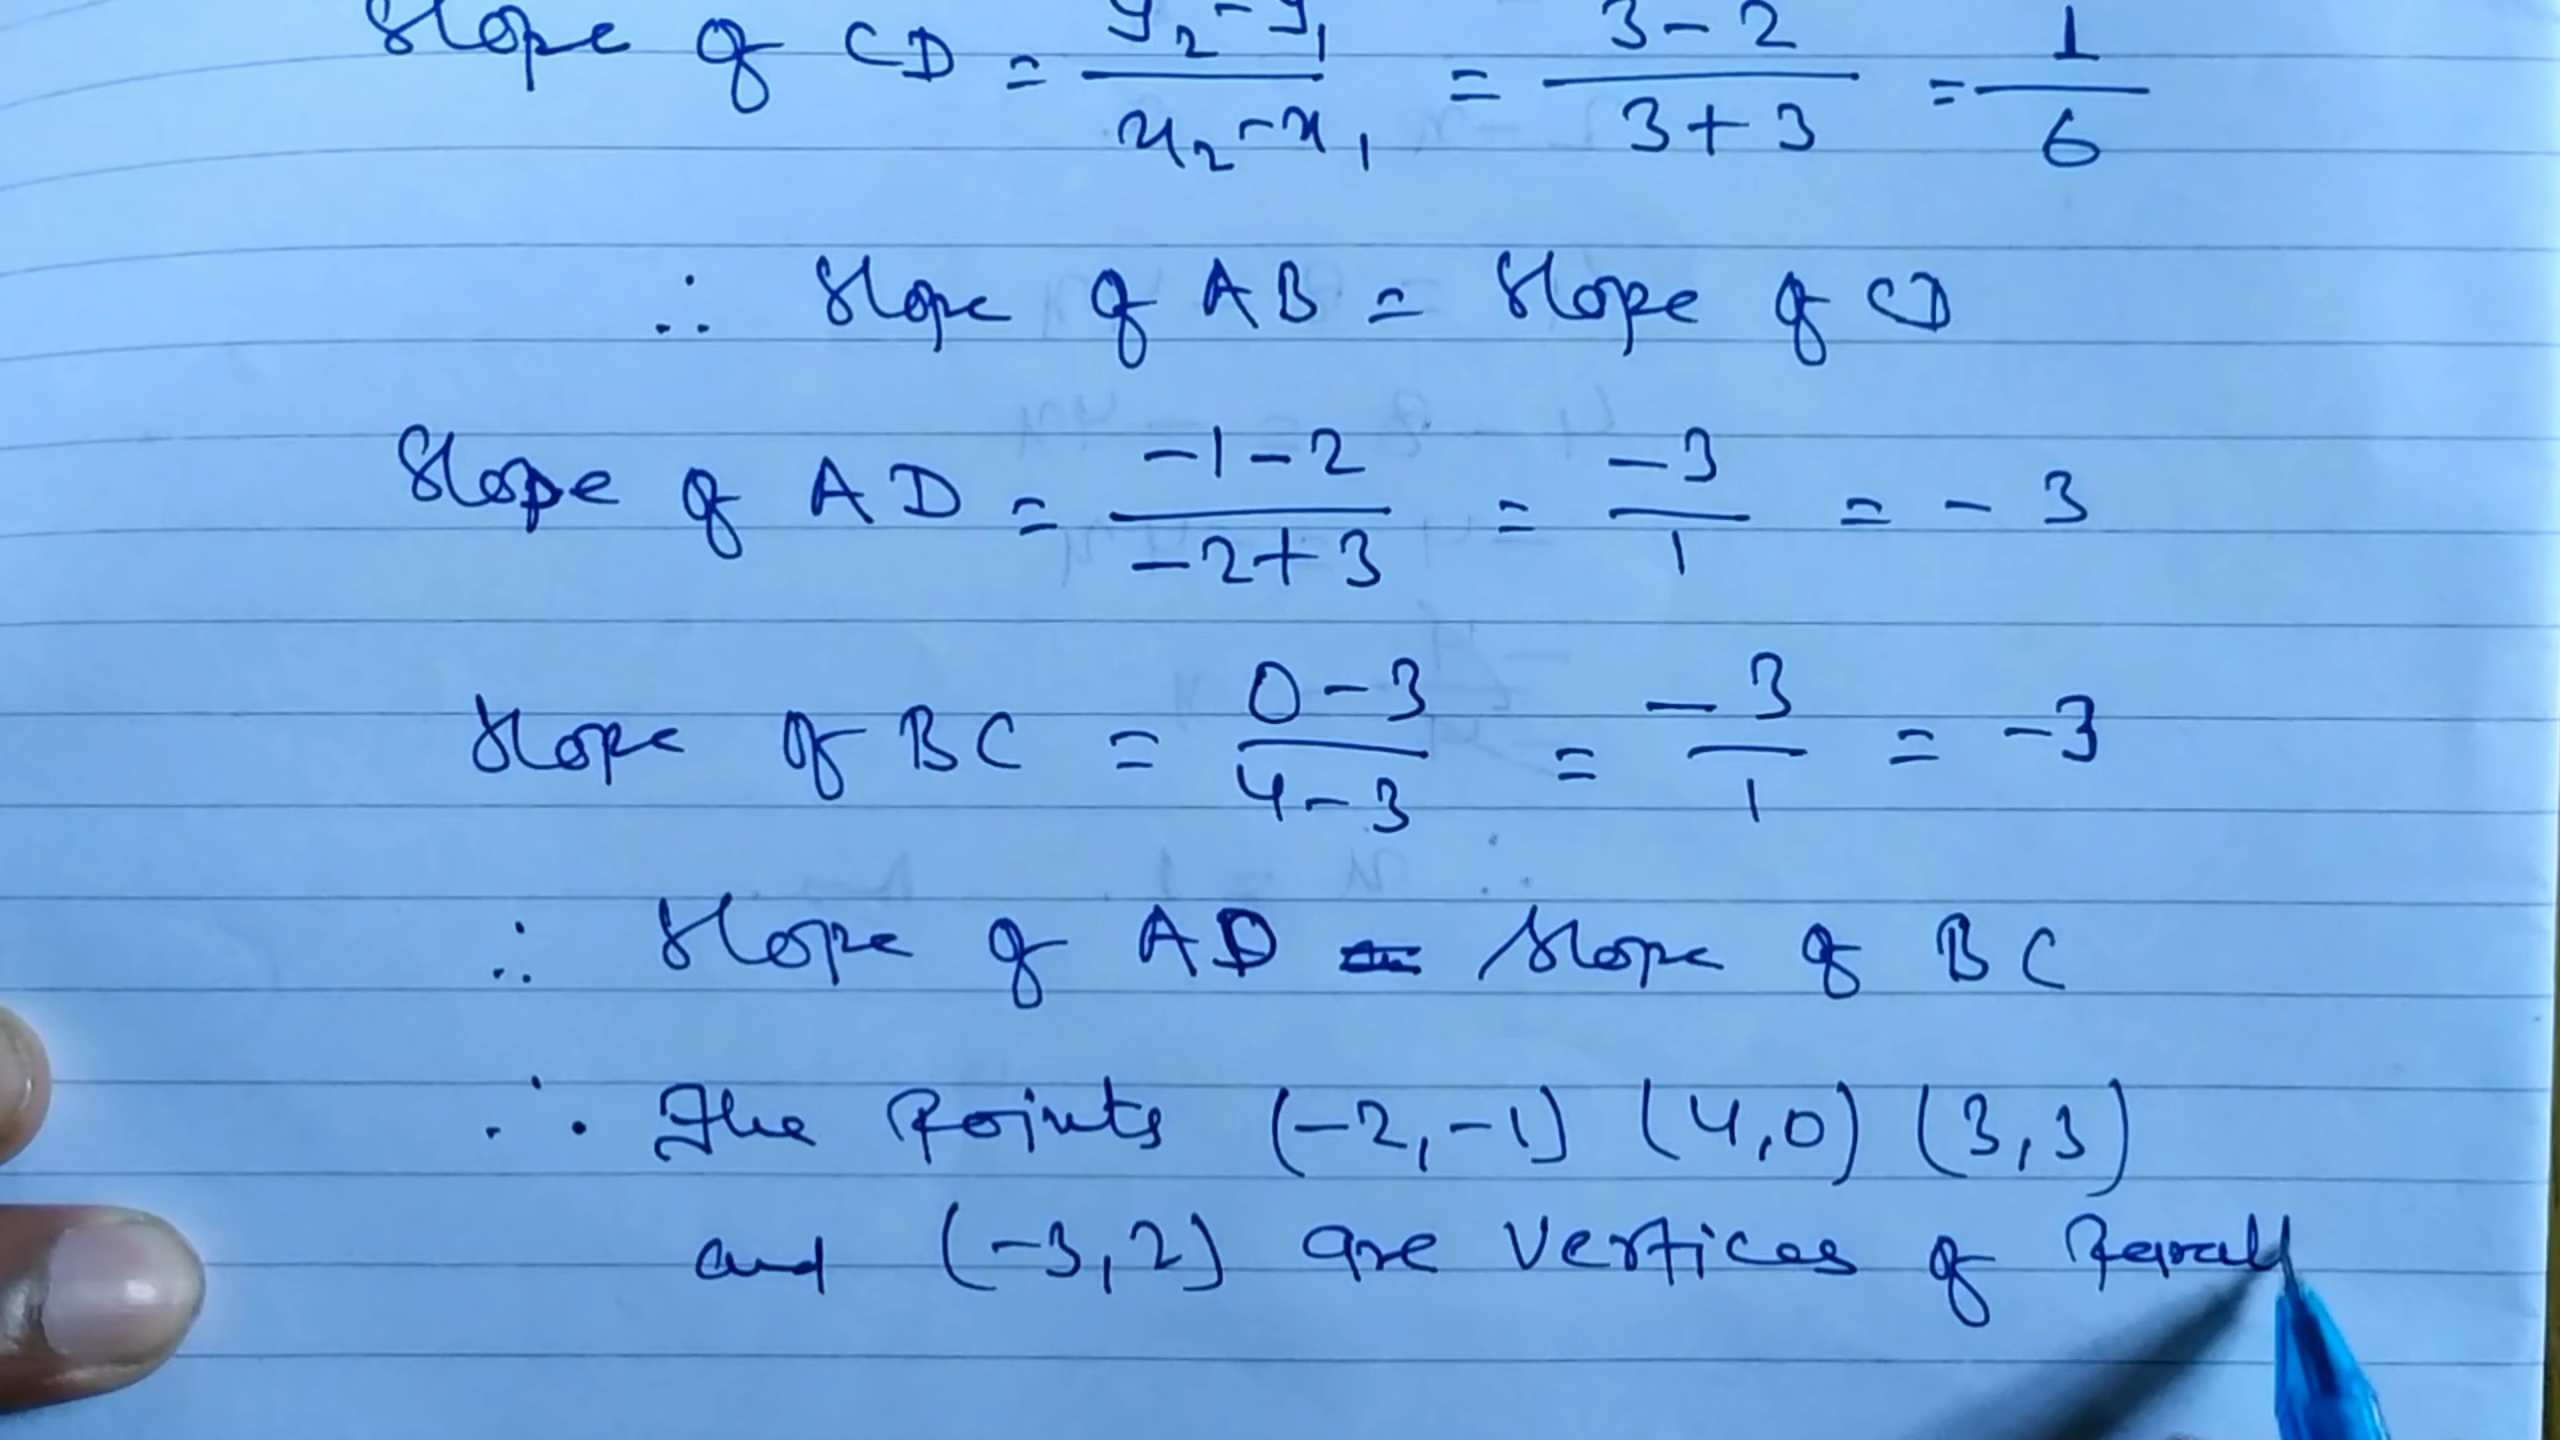 Slope of CD = y₂-y₁/x₂-x₁ = 3-2/3+3 = 1/6
∴ Slope of AB = Slope of CD
Slope of AD = -1-2/-2+3 = -3/1 = -3
Slope of BC = 0-3/4-3 = -3/1 = -3
∴ Slope of AD = Slope of BC
∴ The Points (-2,-1) (4,0) (3,3)
and (-3,2) are vertices of Parall